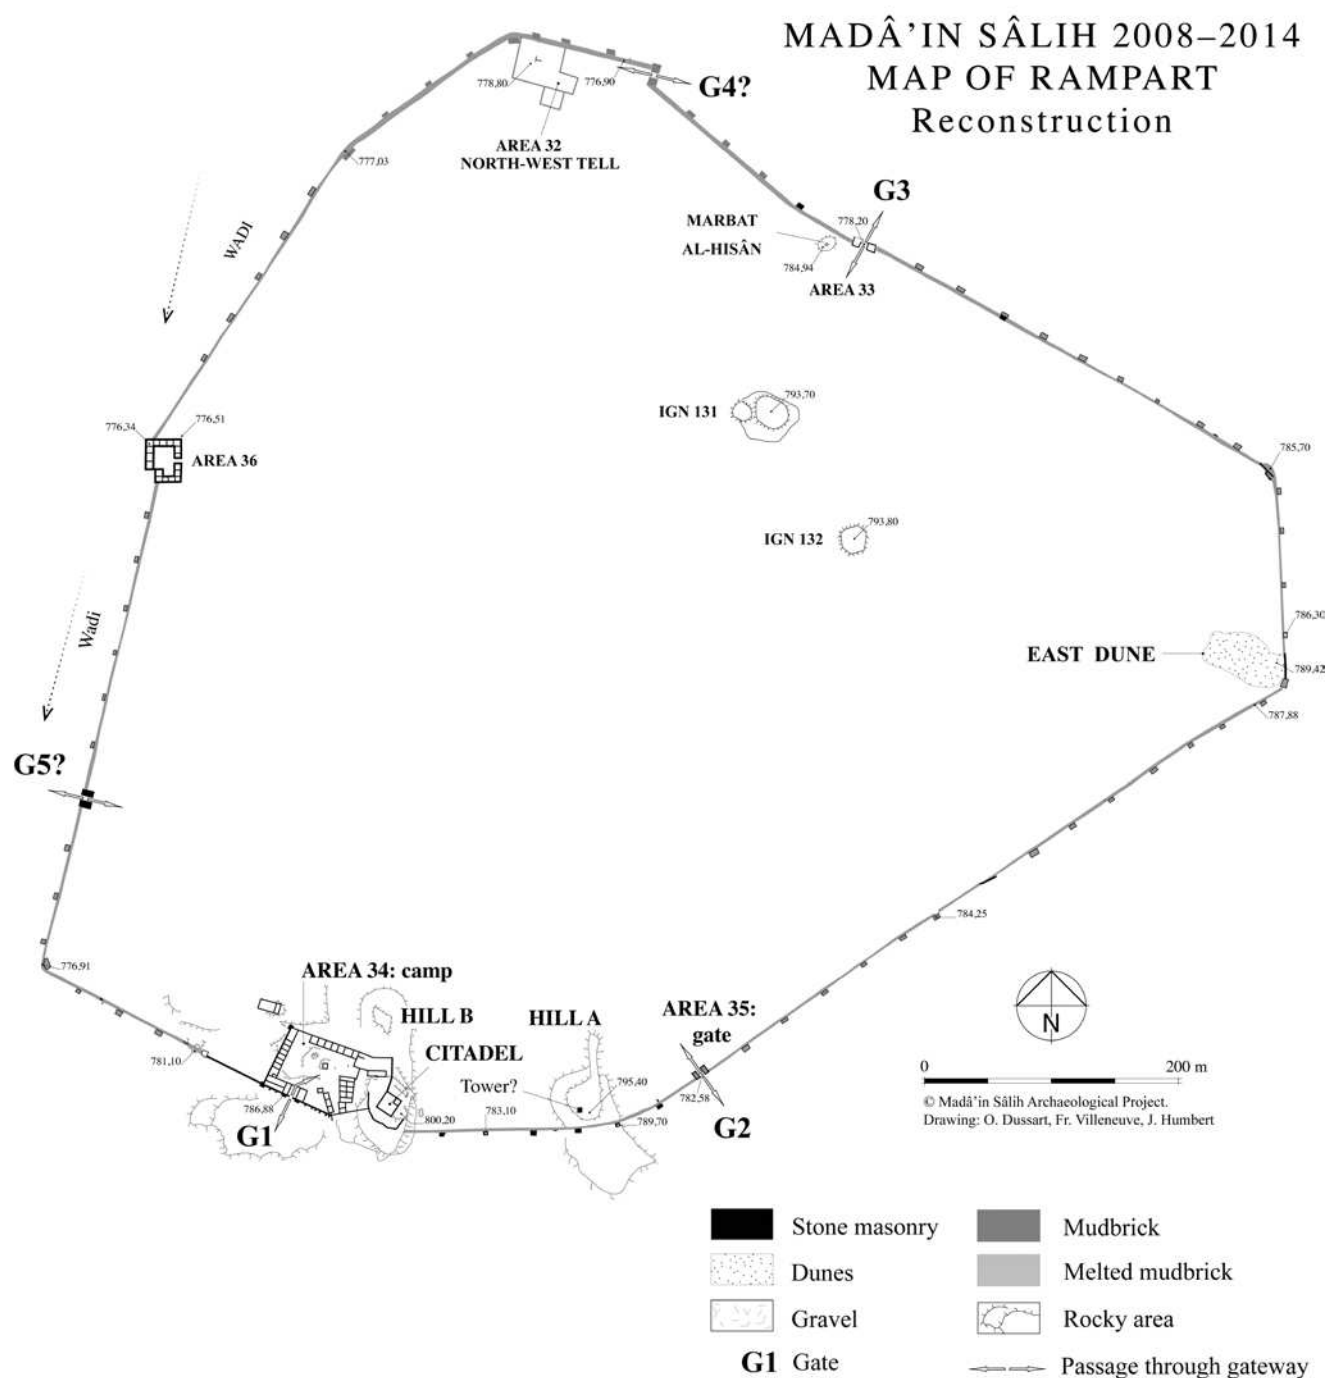 MADÂ’IN SÂLIH 2008–2014
MAP OF RAMPART
Reconstruction
778,80
776,90
G4?
AREA 32
NORTH-WEST TELL
777,03
WADI
G3
MARBAT
AL-HISÂN
778,20
784,94
AREA 33
776,34
776,51
AREA 36
IGN 131
793,70
785,70
IGN 132
793,80
Wadi
786,30
EAST DUNE
789,42
787,88
G5?
784,25
776,91
AREA 34: camp
HILL B
CITADEL
HILL A
AREA 35:
gate
Tower?
795,40
781,10
786,88
G1
800,20
783,10
789,70
782,58
G2
N
0
200 m
© Madâ’in Sâlih Archaeological Project.
Drawing: O. Dussart, Fr. Villeneuve, J. Humbert
Stone masonry
Mudbrick
Dunes
Melted mudbrick
Gravel
Rocky area
G1 Gate
Passage through gateway